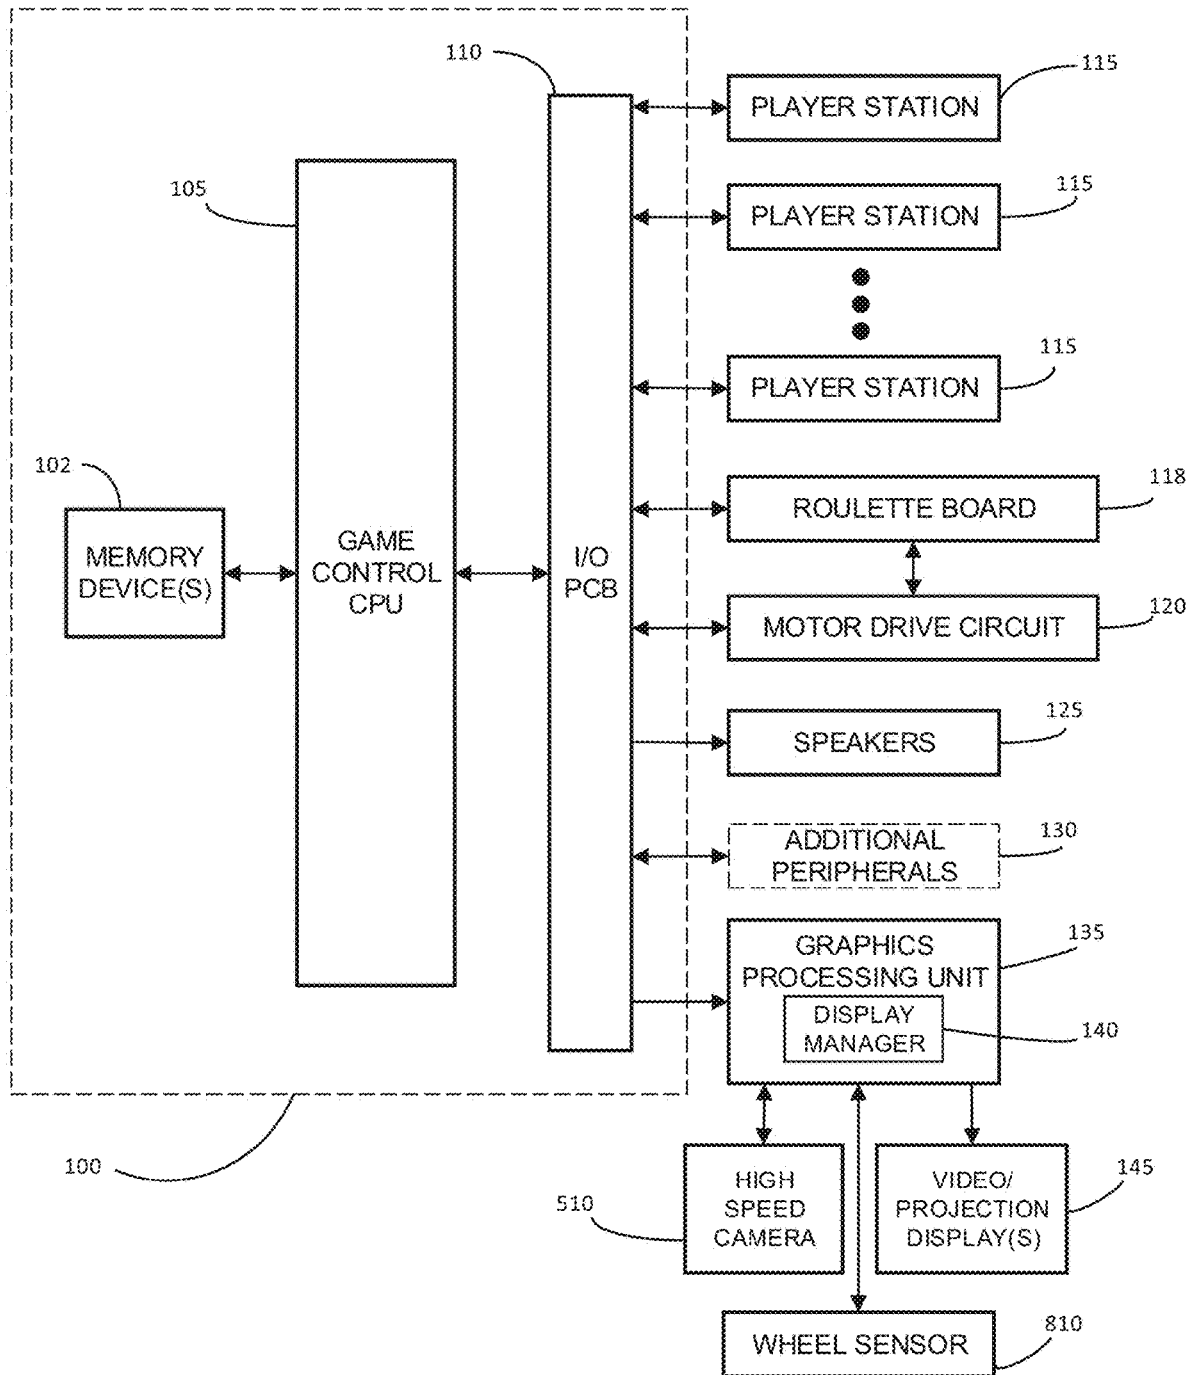 110
115
PLAYER STATION
105
115
PLAYER STATION
115
PLAYER STATION
102
118
ROULETTE BOARD
MEMORY
DEVICE(S)
GAME
CONTROL
CPU
I/O
PCB
120
MOTOR DRIVE CIRCUIT
125
SPEAKERS
130
ADDITIONAL
PERIPHERALS
135
GRAPHICS
PROCESSING UNIT
DISPLAY
MANAGER
140
100
510
HIGH
SPEED
CAMERA
145
VIDEO/
PROJECTION
DISPLAY(S)
WHEEL SENSOR
810